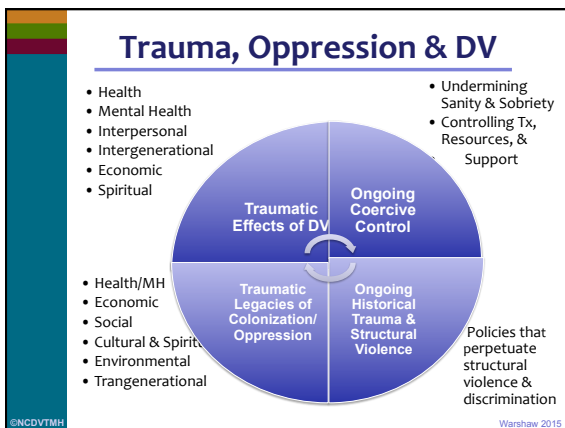 Trauma, Oppression & DV
• Health
• Mental Health
• Interpersonal
• Intergenerational
• Economic
• Spiritual
• Undermining
Sanity & Sobriety
• Controlling Tx,
Resources, &
Support
Traumatic
Effects of DV
Ongoing
Coercive
Control
Traumatic
Legacies of
Colonization/
Oppression
Ongoing
Historical
Trauma &
Structural
Violence
• Health/MH
• Economic
• Social
• Cultural & Spiritu
• Environmental
• Trangenerational
Policies that
perpetuate
structural
violence &
discrimination
©NCDVTMH
Warshaw 2015